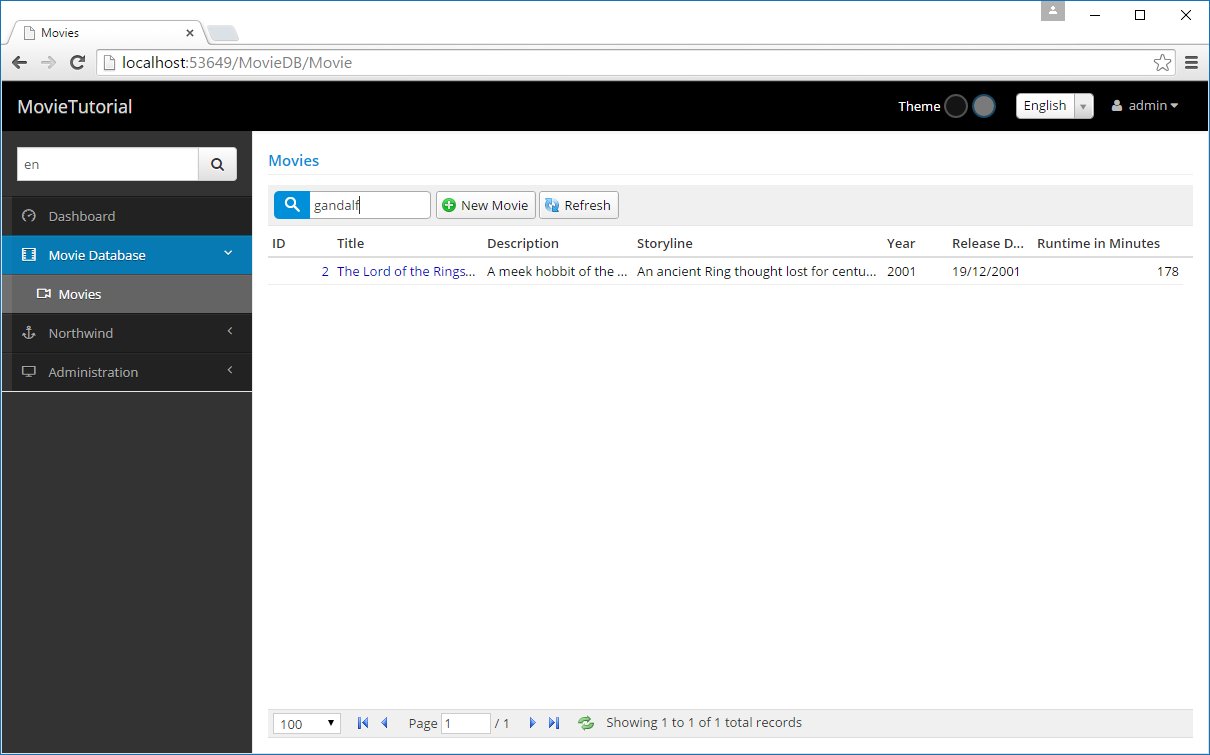 Movies
localhost:53649/MovieDB/Movie
MovieTutorial
Theme
English
admin
en
Dashboard
Movie Database
Movies
Northwind
Administration
Movies
gandalf
New Movie
Refresh
ID Title Description Storyline Year Release D... Runtime in Minutes
2 The Lord of the Rings... A meek hobbit of the ... An ancient Ring thought lost for centu... 2001 19/12/2001 178
100 Page 1 / 1 Showing 1 to 1 of 1 total records